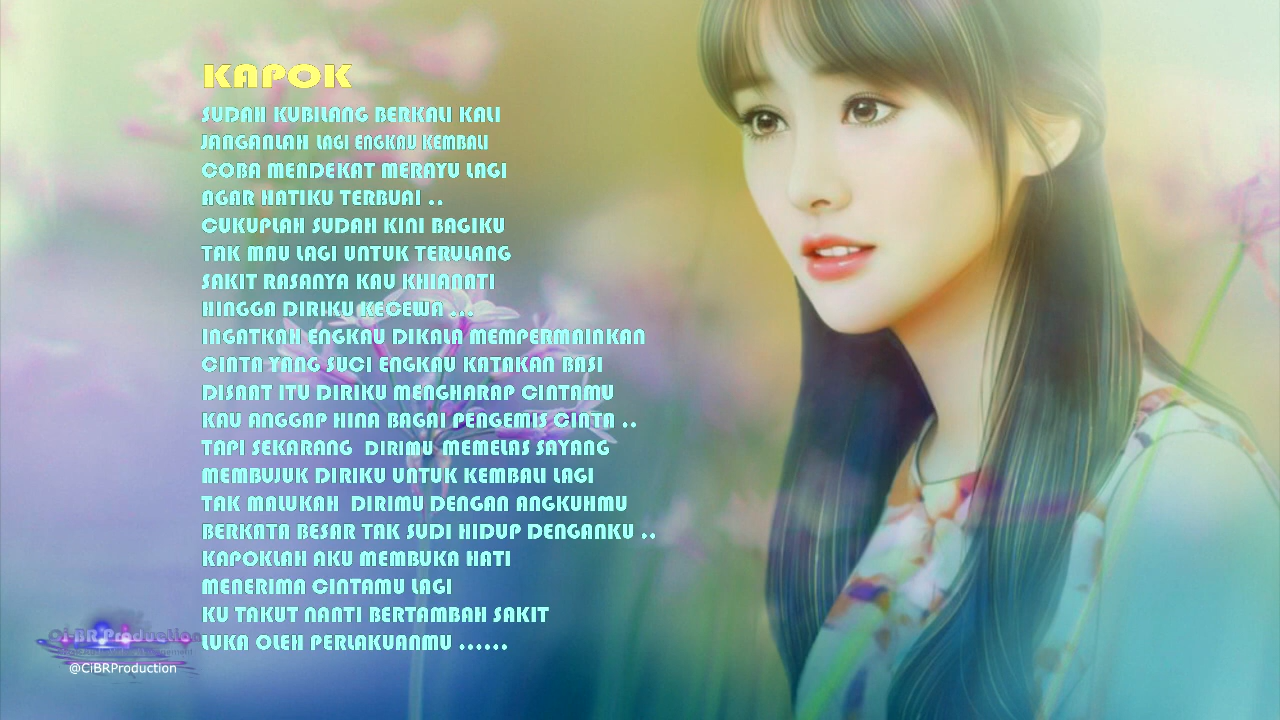 KAPOK
SUDAH KUBILANG BERKALI KALI
JANGANLAH LAGI ENGKAU KEMBALI
COBA MENDEKAT MERAYU LAGI
AGAR HATIKU TERBUAI ..
CUKUPLAH SUDAH KINI BAGIKU
TAK MAU LAGI UNTUK TERULANG
SAKIT RASANYA KAU KHIANATI
HINGGA DIRIKU KECEWA ...
INGATKAH ENGKAU DIKALA MEMPERMAINKAN
CINTA YANG SUCI ENGKAU KATAKAN BASI
DISAAT ITU DIRIKU MENGHARAP CINTAMU
KAU ANGGAP HINA BAGAI PENGEMIS CINTA ..
TAPI SEKARANG DIRIMU MEMELAS SAYANG
MEMBUJUK DIRIKU UNTUK KEMBALI LAGI
TAK MALUKAH DIRIMU DENGAN ANGKUHMU
BERKATA BESAR TAK SUDI HIDUP DENGANKU ..
KAPOKLAH AKU MEMBUKA HATI
MENERIMA CINTAMU LAGI
KU TAKUT NANTI BERTAMBAH SAKIT
LUKA OLEH PERLAKUANMU ......
Ci-BR Production
@CiBRProduction